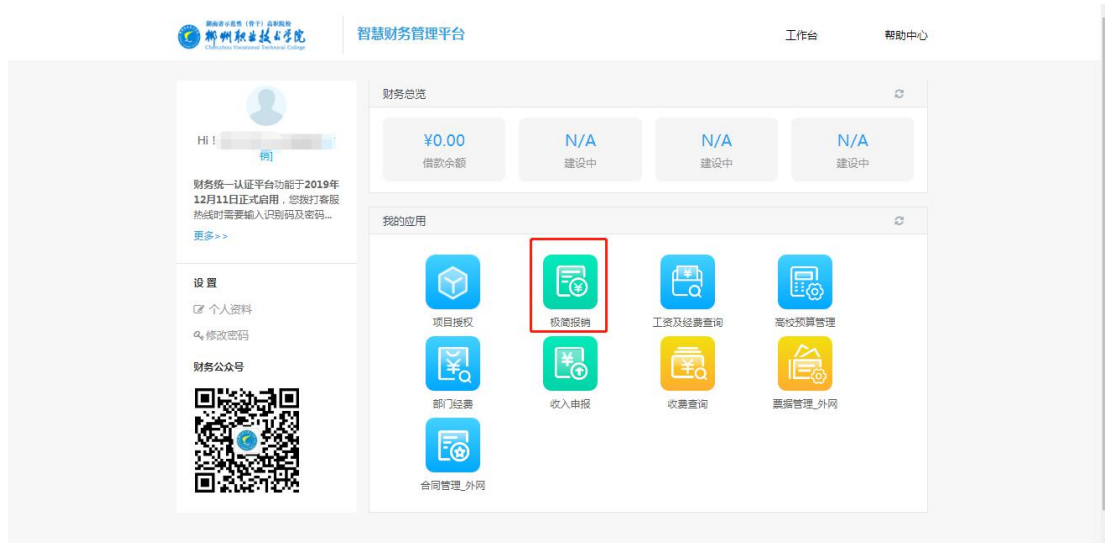 湖南省示范性（骨干）高职院校
郴州职业技术学院
Chenzhou Vocational Technical College
智慧财务管理平台
工作台
帮助中心
财务总览
Hi！
销]
¥0.00
N/A
N/A
N/A
借款余额
建设中
建设中
建设中
财务统一认证平台功能于2019年
12月11日正式启用，您拨打客服
热线时需要输入识别码及密码...
更多>>
我的应用
设 置
个人资料
修改密码
财务公众号
项目授权
极简报销
工资及经费查询
高校预算管理
部门经费
收入申报
收费查询
票据管理_外网
合同管理_外网